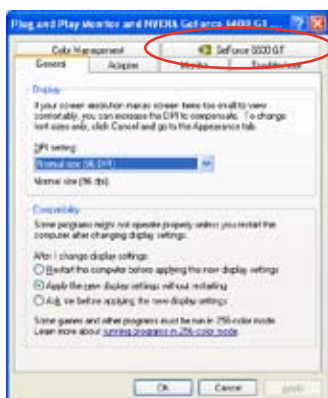 Plug and Play Monitor and NVIDIA GeForce 6600 GT ...
Color Management
GeForce 6600 GT
General
Adapter
Monitor
Troubleshoot
Display
If your screen resolution makes screen items too small to view
comfortably, you can increase the DPI to compensate. To change
font sizes only, click Cancel and go to the Appearance tab.
DPI setting:
Normal size (96 DPI)
Normal size (96 dpi)
Compatibility
Some programs might not operate properly unless you restart the
computer after changing display settings.
After I change display settings:
Restart the computer before applying the new display settings
Apply the new display settings without restarting
Ask me before applying the new display settings
Some games and other programs must be run in 256-color mode.
Learn more about running programs in 256-color mode.
OK
Cancel
Apply